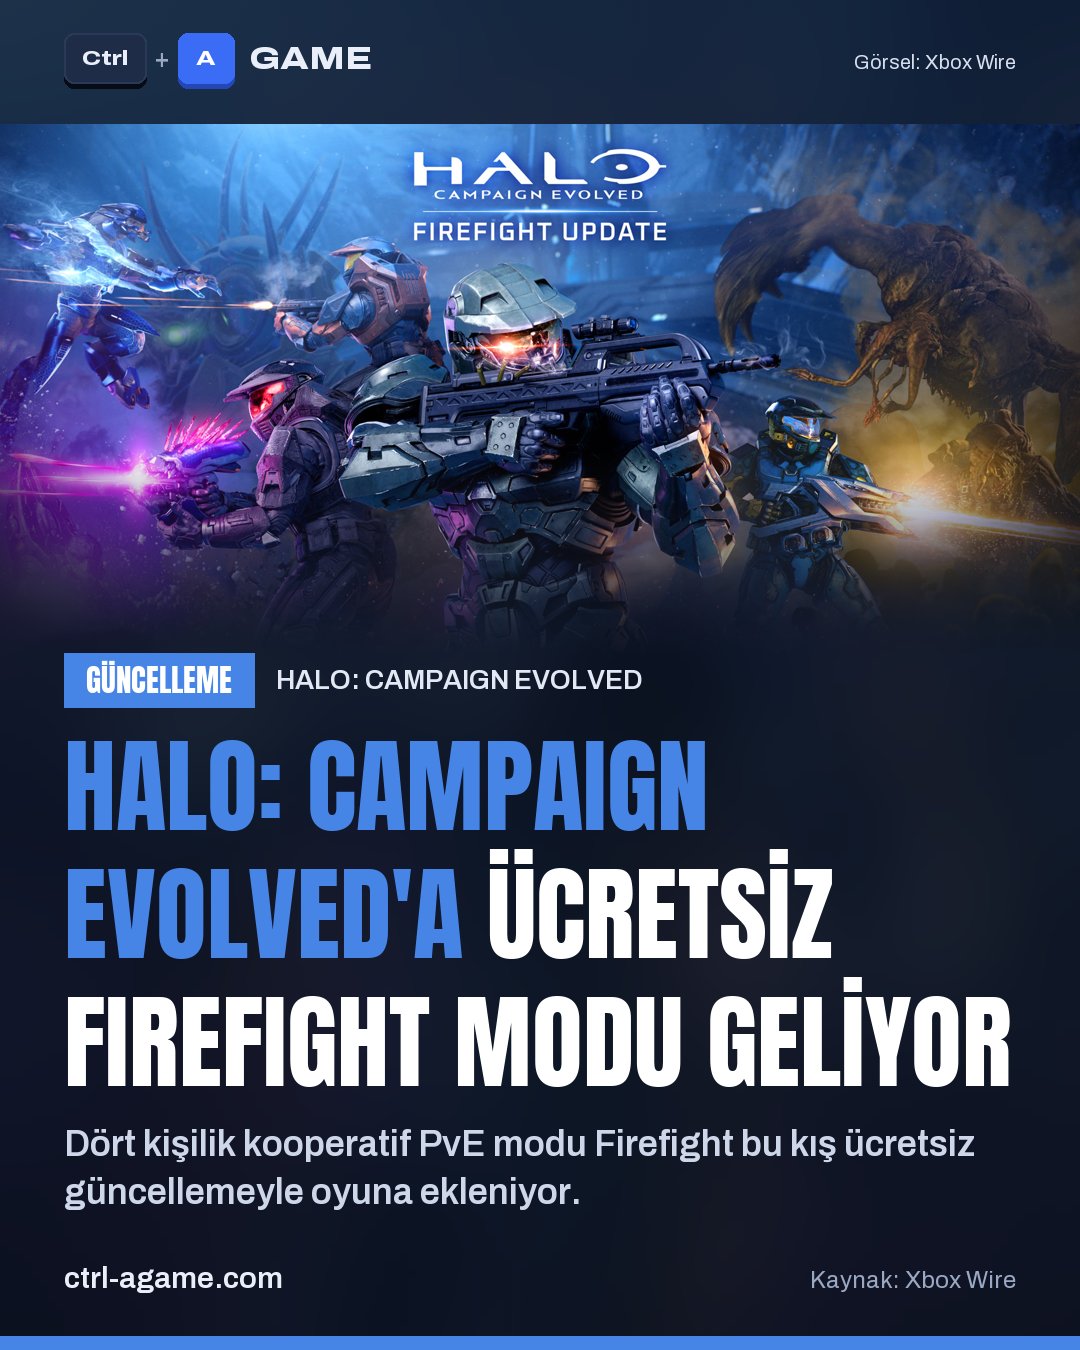 Ctrl + A GAME
Görsel: Xbox Wire
HALO
CAMPAIGN EVOLVED
FIREFIGHT UPDATE
GÜNCELLEME
HALO: CAMPAIGN EVOLVED
HALO: CAMPAIGN
EVOLVED'A ÜCRETSİZ
FIREFIGHT MODU GELİYOR
Dört kişilik kooperatif PvE modu Firefight bu kış ücretsiz
güncellemeyle oyuna ekleniyor.
ctrl-agame.com
Kaynak: Xbox Wire